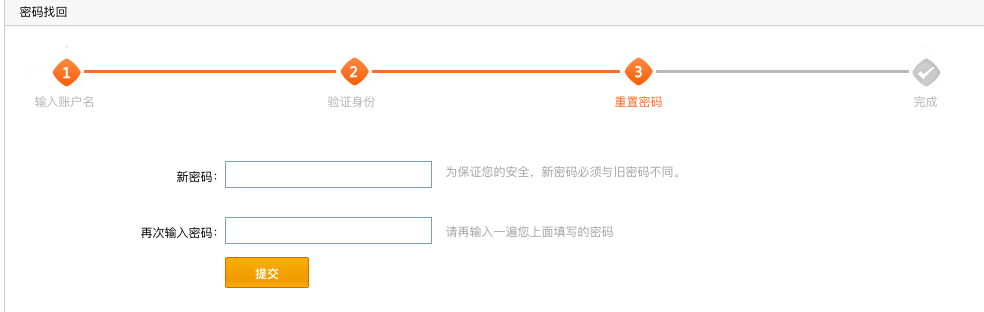 密码找回
1 2 3
输入账户名 验证身份 重置密码 完成
新密码： 为保证您的安全，新密码必须与旧密码不同。
再次输入密码： 请再输入一遍您上面填写的密码
提交